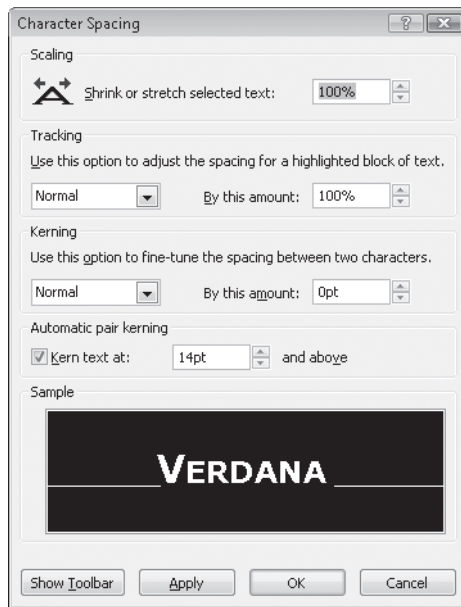 Character Spacing
Scaling
Shrink or stretch selected text: 100%
Tracking
Use this option to adjust the spacing for a highlighted block of text.
Normal By this amount: 100%
Kerning
Use this option to fine-tune the spacing between two characters.
Normal By this amount: 0pt
Automatic pair kerning
Kern text at: 14pt and above
Sample
VERDANA
Show Toolbar Apply OK Cancel